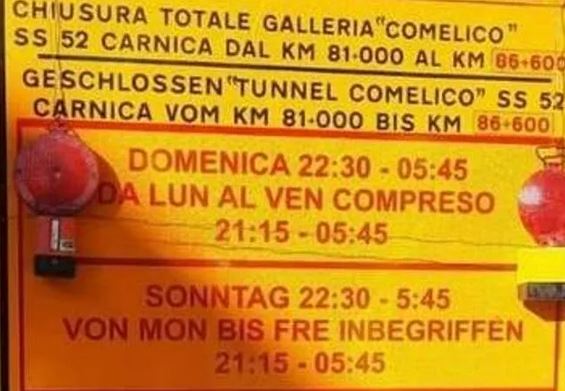 CHIUSURA TOTALE GALLERIA "COMELICO"
SS 52 CARNICA DAL KM 81+000 AL KM 86+600
GESCHLOSSEN "TUNNEL COMELICO" SS 52
CARNICA VOM KM 81+000 BIS KM 86+600
DOMENICA 22:30 - 05:45
DA LUN AL VEN COMPRESO
21:15 - 05:45
SONNTAG 22:30 - 5:45
VON MON BIS FRE INBEGRIFFEN
21:15 - 05:45